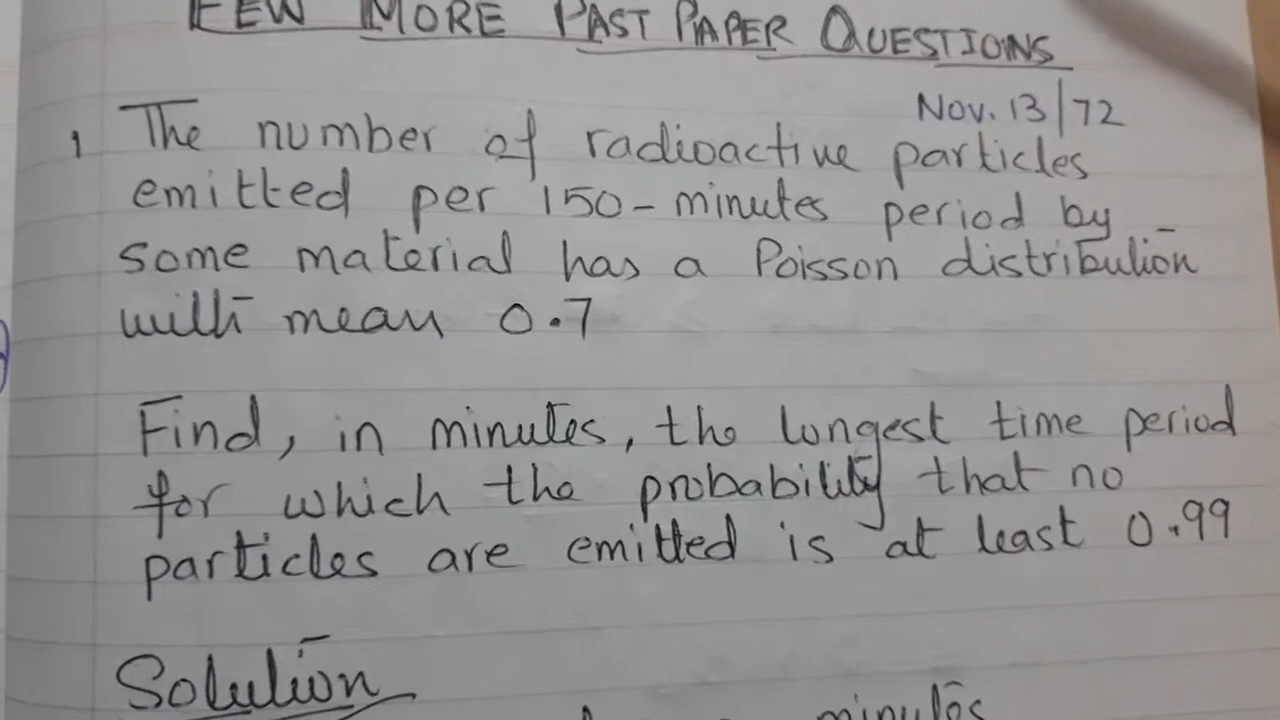 FEW MORE PAST PAPER QUESTIONS
Nov. 13/72
1 The number of radioactive particles
emitted per 150-minutes period by
some material has a Poisson distribution
with mean 0.7
Find, in minutes, the longest time period
for which the probability that no
particles are emitted is at least 0.99
Solution
minutes